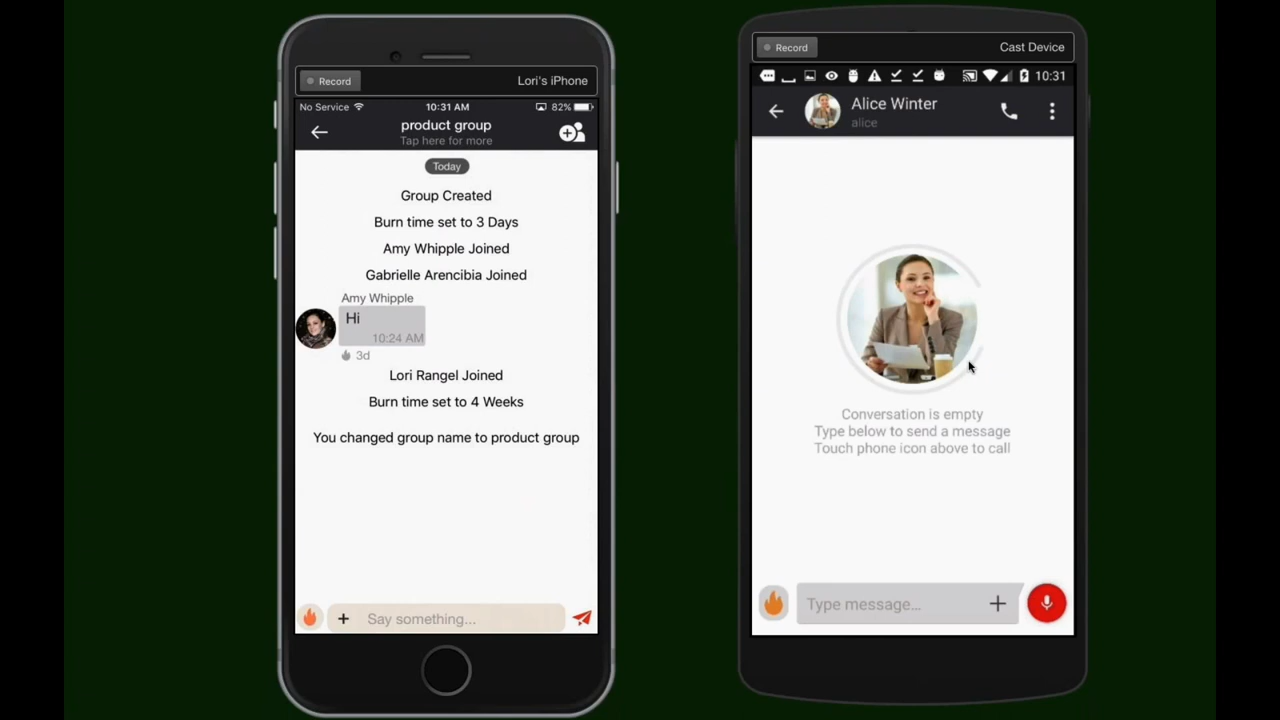 Record
Lori's iPhone
No Service
10:31 AM
82%
product group
Tap here for more
Today
Group Created
Burn time set to 3 Days
Amy Whipple Joined
Gabrielle Arencibia Joined
Amy Whipple
Hi
10:24 AM
3d
Lori Rangel Joined
Burn time set to 4 Weeks
You changed group name to product group
Say something...
Record
Cast Device
10:31
Alice Winter
alice
Conversation is empty
Type below to send a message
Touch phone icon above to call
Type message...